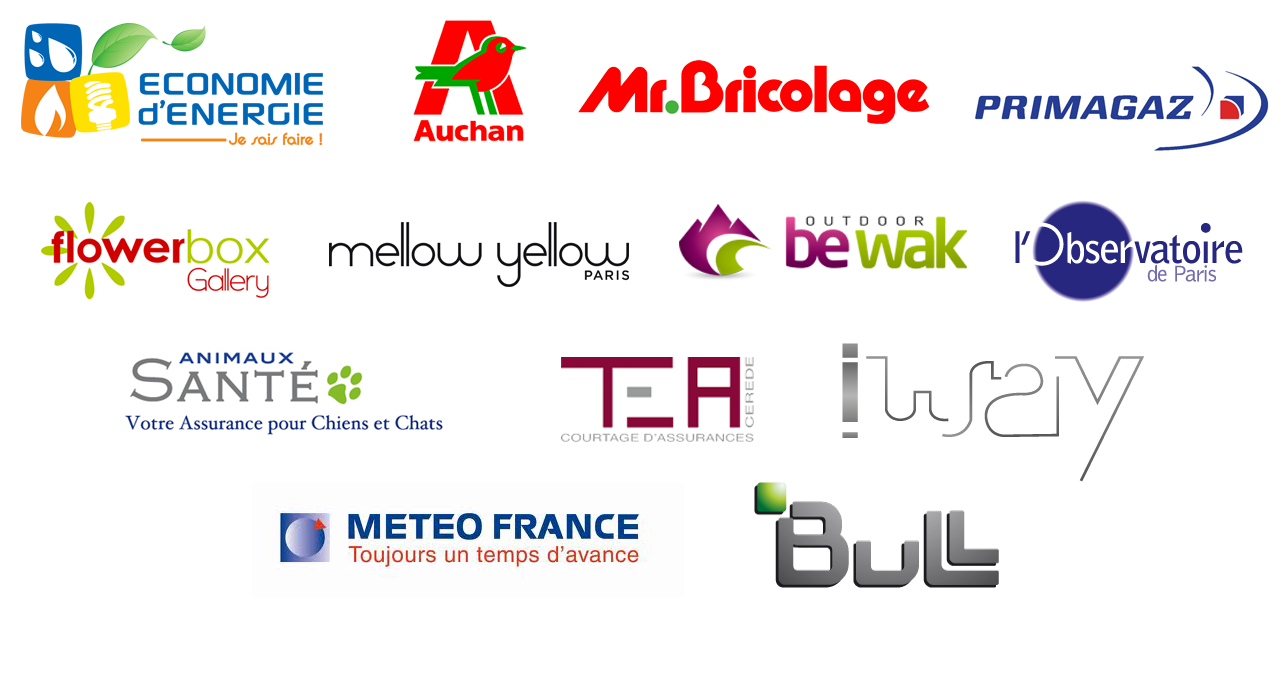 ECONOMIE
d'ENERGIE
Je sais faire !
Auchan
Mr.Bricolage
PRIMAGAZ
flowerbox
Gallery
mellow yellow
PARIS
OUTDOOR
be wak
l'Observatoire
de Paris
ANIMAUX
SANTÉ
Votre Assurance pour Chiens et Chats
TEA
CEREDE
COURTAGE D'ASSURANCES
iway
METEO FRANCE
Toujours un temps d'avance
Bull